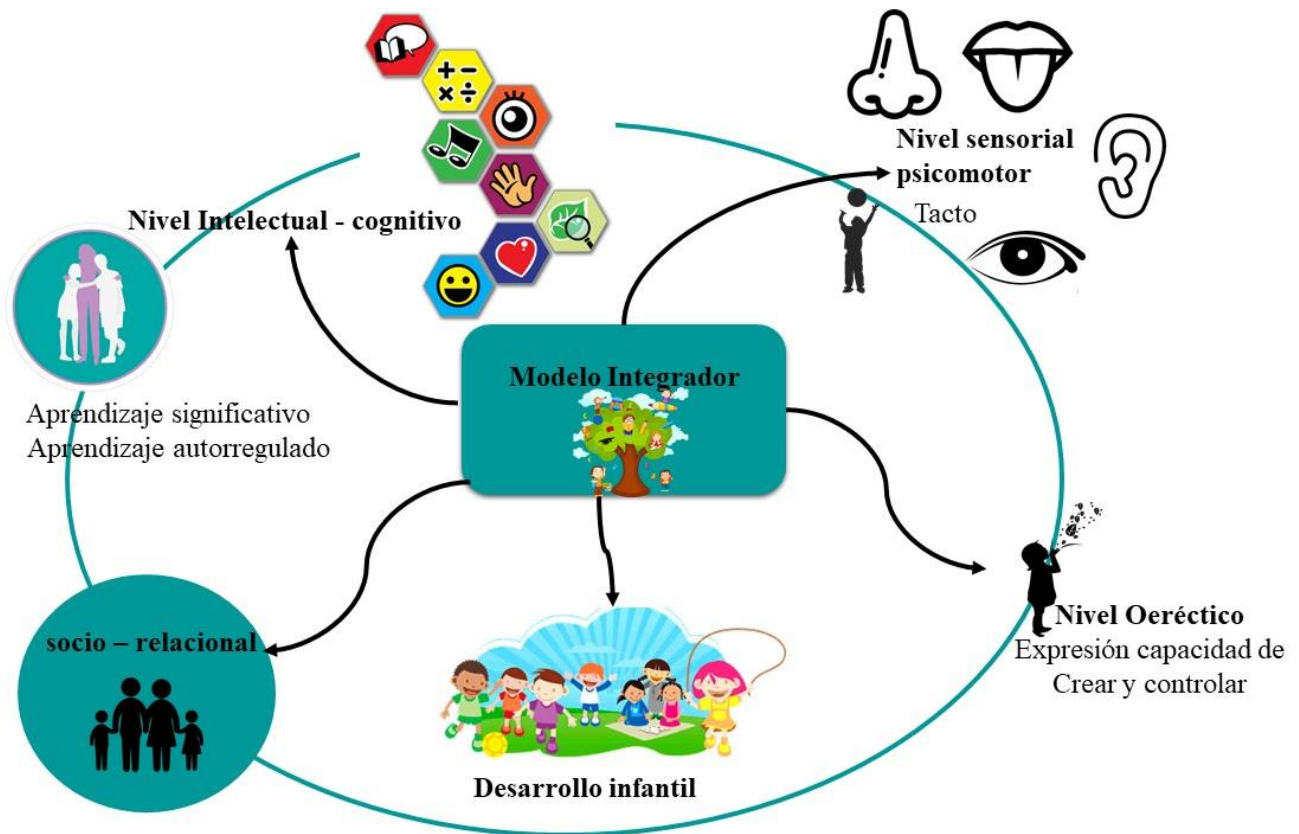 Nivel sensorial
psicomotor
Tacto
Nivel Intelectual - cognitivo
Modelo Integrador
Aprendizaje significativo
Aprendizaje autorregulado
Nivel Oeréctico
Expresión capacidad de
Crear y controlar
socio – relacional
Desarrollo infantil